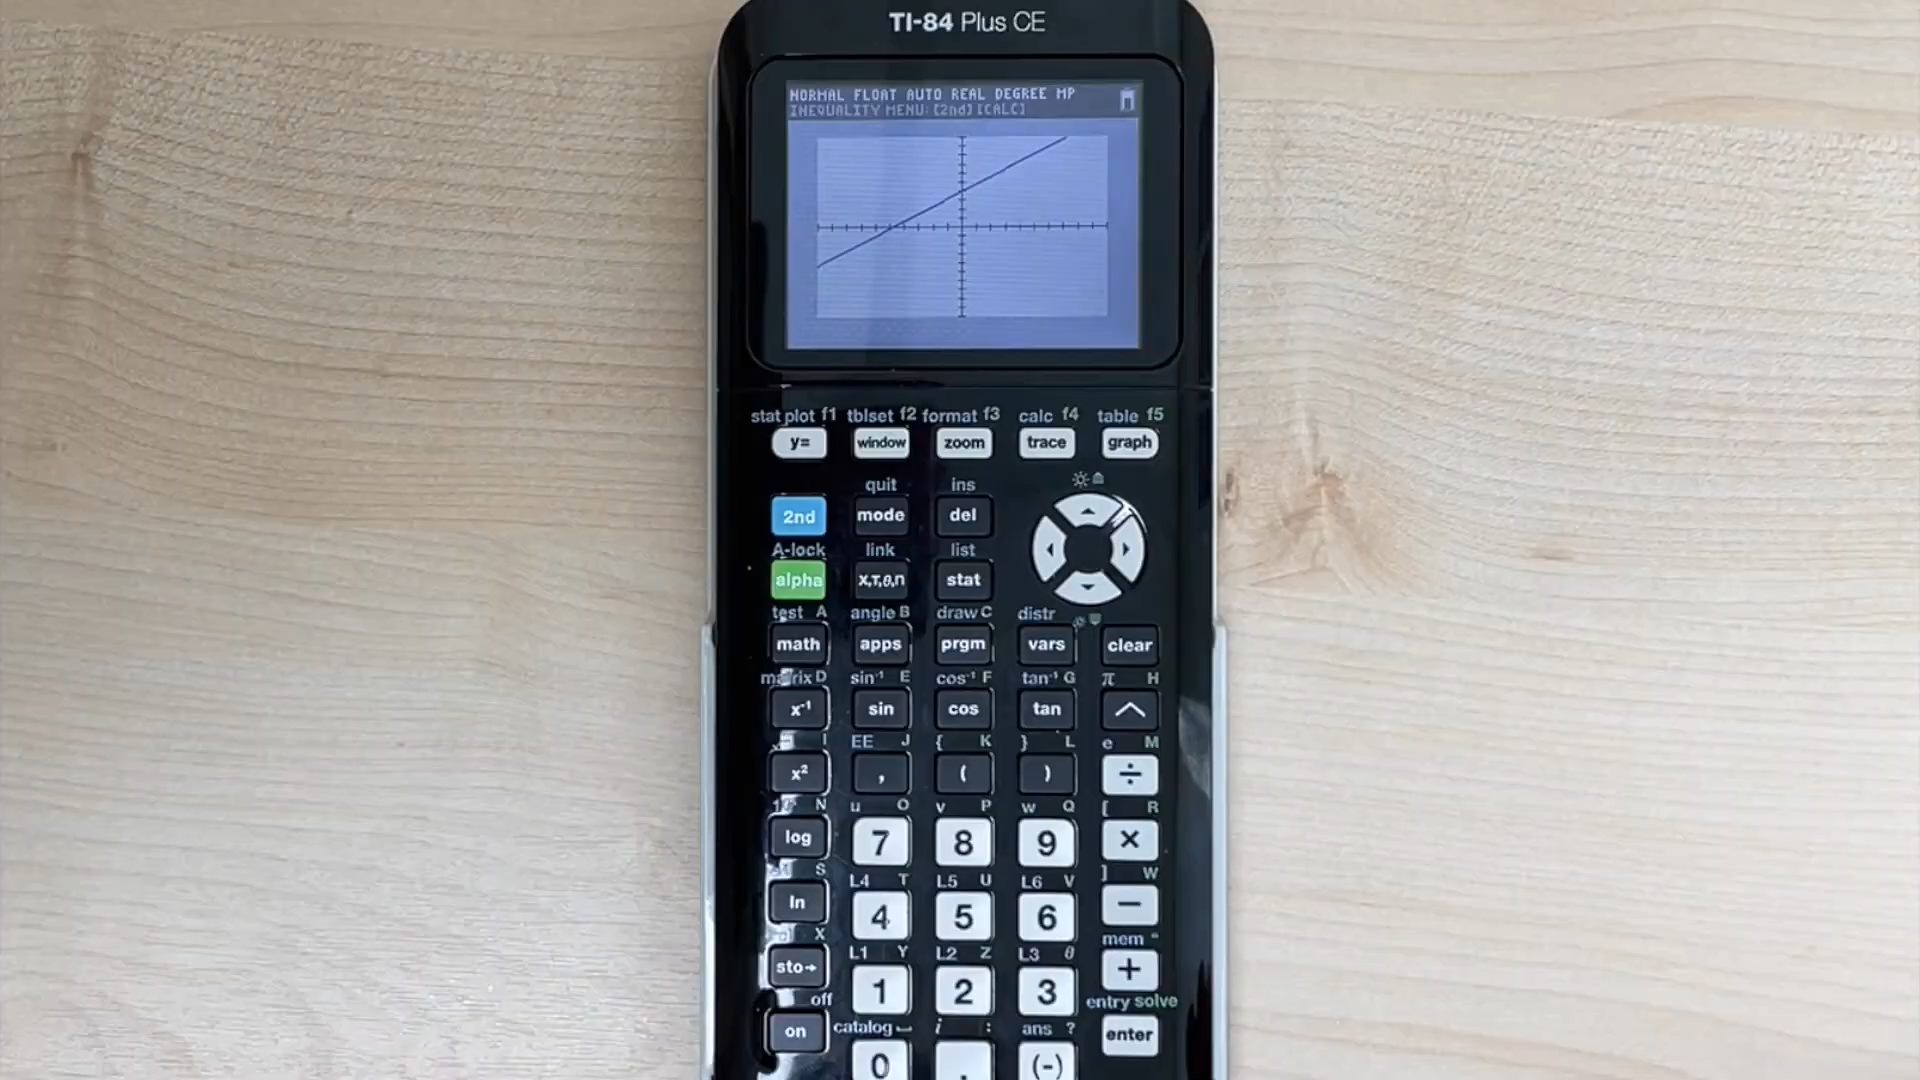 TI-84 Plus CE
NORMAL FLOAT AUTO REAL DEGREE MP
INEQUALITY MENU:[2nd][CALC]
stat plot f1 tblset f2 format f3 calc f4 table f5
y= window zoom trace graph
quit ins
2nd mode del
A-lock link list
alpha X,T,θ,n stat
test A angle B draw C distr
math apps prgm vars clear
matrix D sin⁻¹ E cos⁻¹ F tan⁻¹ G π H
x⁻¹ sin cos tan ^
I EE J { K } L e M
x² , ( ) ÷
N u O v P w Q [ R
log 7 8 9 ×
S L4 T L5 U L6 V ] W
ln 4 5 6 −
X L1 Y L2 Z L3 θ mem "
sto→ 1 2 3 +
off catalog i : ans ? entry solve
on 0 . (-) enter